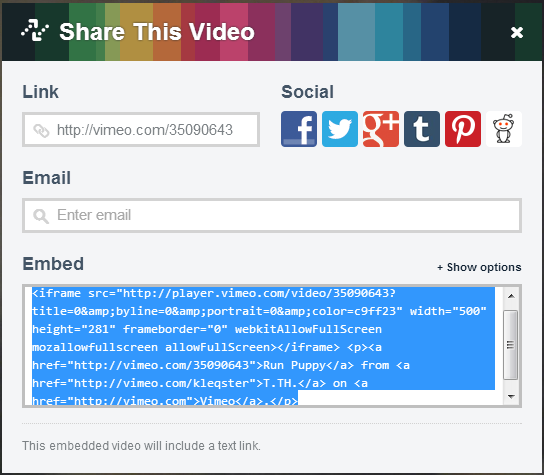 Share This Video
Link
Social
http://vimeo.com/35090643
Email
Enter email
Embed
+ Show options
<iframe src="http://player.vimeo.com/video/35090643?
title=0&amp;byline=0&amp;portrait=0&amp;color=c9ff23" width="500"
height="281" frameborder="0" webkitAllowFullScreen
mozallowfullscreen allowFullScreen></iframe> <p><a
href="http://vimeo.com/35090643">Run Puppy</a> from <a
href="http://vimeo.com/kleqster">T.TH.</a> on <a
href="http://vimeo.com">Vimeo</a>.</p>
This embedded video will include a text link.